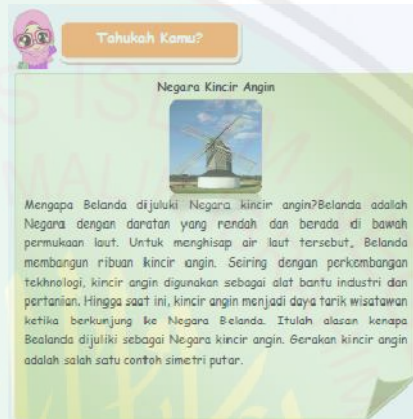 Tahukah Kamu?
Negara Kincir Angin
Mengapa Belanda dijuluki Negara kincir angin?Belanda adalah
Negara dengan daratan yang rendah dan berada di bawah
permukaan laut. Untuk menghisap air laut tersebut, Belanda
membangun ribuan kincir angin. Seiring dengan perkembangan
tekhnologi, kincir angin digunakan sebagai alat bantu industri dan
pertanian. Hingga saat ini, kincir angin menjadi daya tarik wisatawan
ketika berkunjung ke Negara Belanda. Itulah alasan kenapa
Bealanda dijuliki sebagai Negara kincir angin. Gerakan kincir angin
adalah salah satu contoh simetri putar.